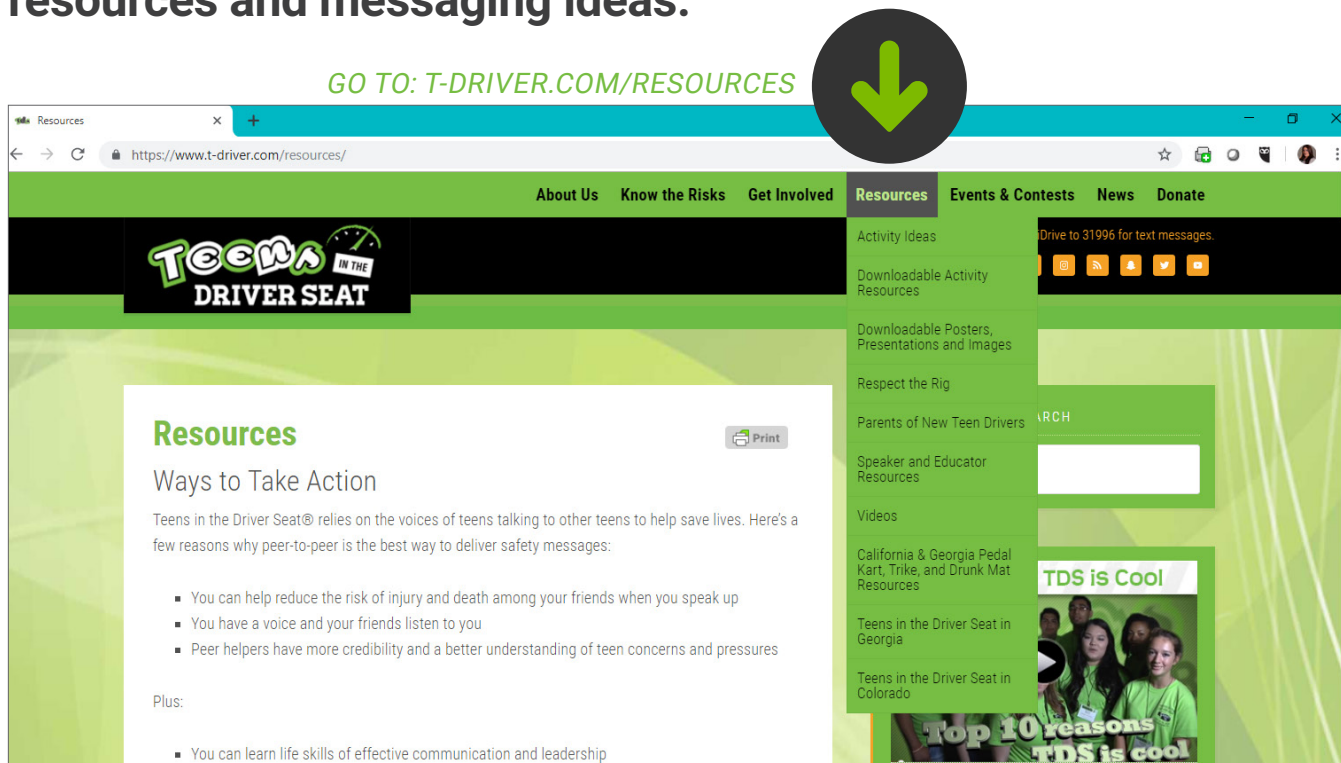 resources and messaging ideas.
GO TO: T-DRIVER.COM/RESOURCES
Resources
https://www.t-driver.com/resources/
About Us Know the Risks Get Involved Resources Events & Contests News Donate
TEENS
IN THE
DRIVER SEAT
iDrive to 31996 for text messages.
Activity Ideas
Downloadable Activity
Resources
Downloadable Posters,
Presentations and Images
Respect the Rig
Parents of New Teen Drivers
Speaker and Educator
Resources
Videos
California & Georgia Pedal
Kart, Trike, and Drunk Mat
Resources
Teens in the Driver Seat in
Georgia
Teens in the Driver Seat in
Colorado
Resources
Print
Ways to Take Action
Teens in the Driver Seat® relies on the voices of teens talking to other teens to help save lives. Here's a
few reasons why peer-to-peer is the best way to deliver safety messages:
You can help reduce the risk of injury and death among your friends when you speak up
You have a voice and your friends listen to you
Peer helpers have more credibility and a better understanding of teen concerns and pressures
Plus:
You can learn life skills of effective communication and leadership
TDS is Cool
Top 10 reasons
TDS is cool